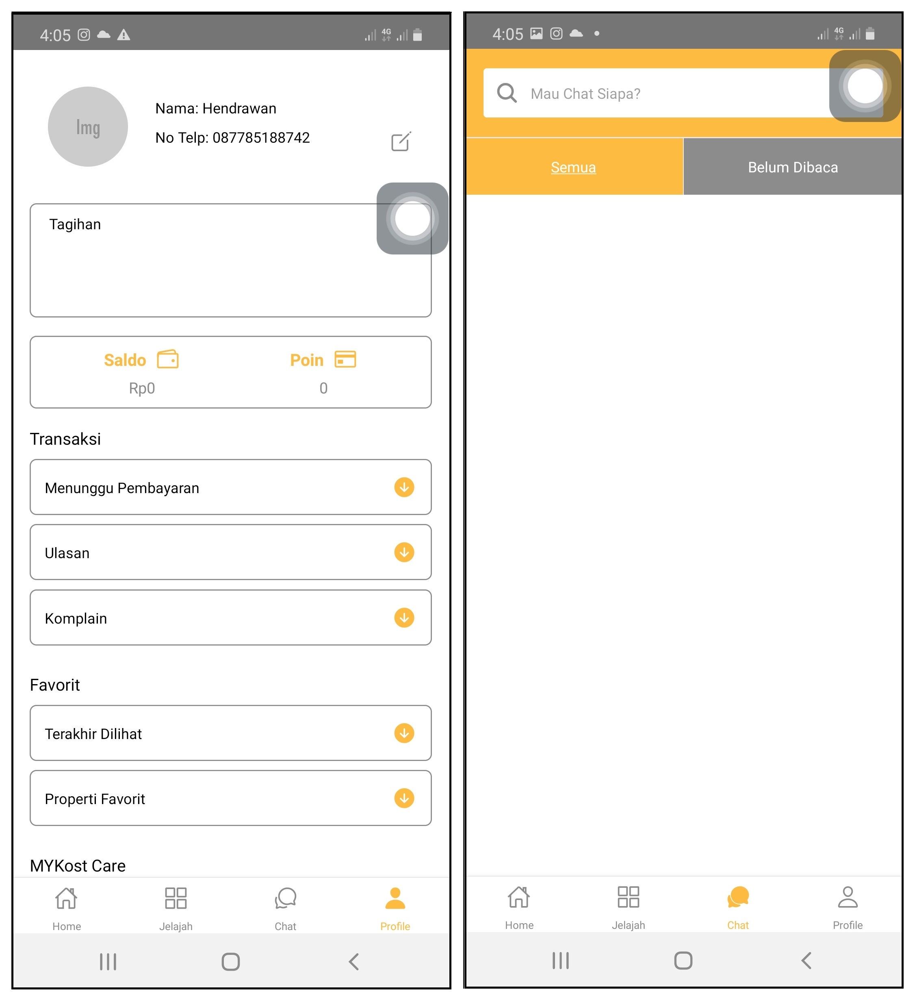 4:05
4G
Img
Nama: Hendrawan
No Telp: 087785188742
Tagihan
Saldo
Poin
Rp0
0
Transaksi
Menunggu Pembayaran
Ulasan
Komplain
Favorit
Terakhir Dilihat
Properti Favorit
MYKost Care
Home
Jelajah
Chat
Profile
4:05
4G
Mau Chat Siapa?
Semua
Belum Dibaca
Home
Jelajah
Chat
Profile